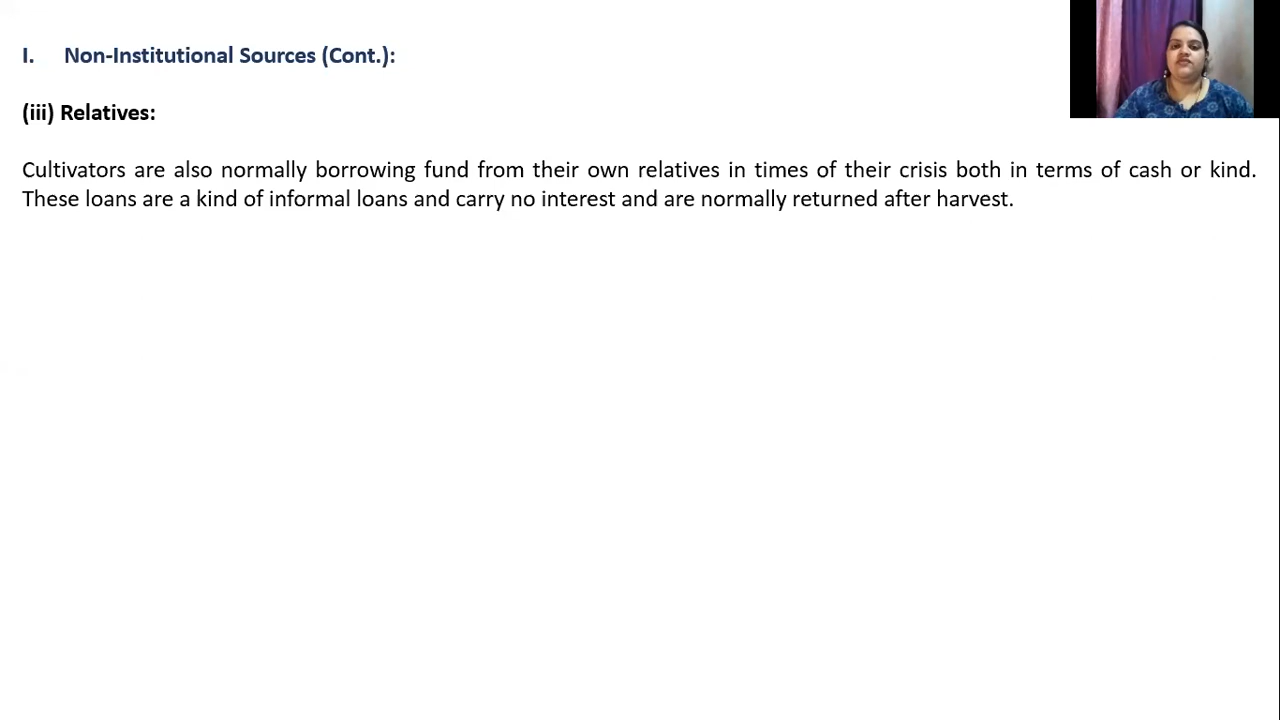 I. Non-Institutional Sources (Cont.):
(iii) Relatives:
Cultivators are also normally borrowing fund from their own relatives in times of their crisis both in terms of cash or kind.
These loans are a kind of informal loans and carry no interest and are normally returned after harvest.